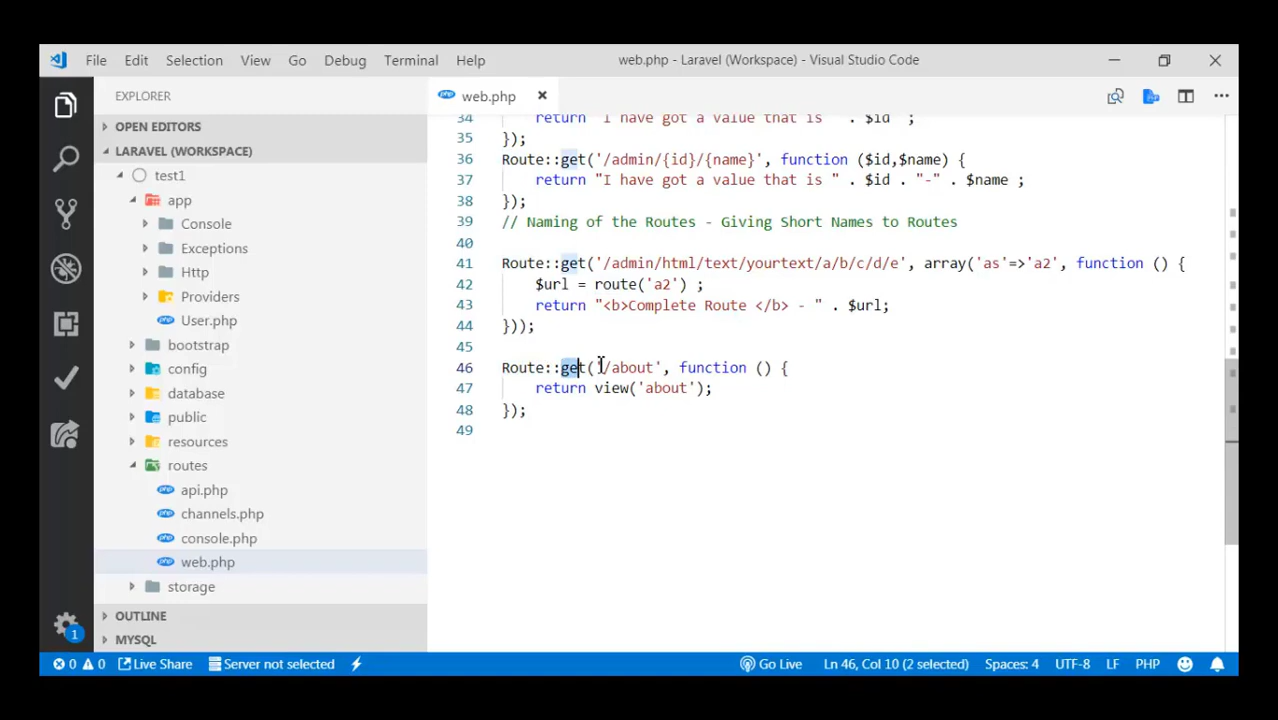 File Edit Selection View Go Debug Terminal Help web.php - Laravel (Workspace) - Visual Studio Code
EXPLORER
OPEN EDITORS
LARAVEL (WORKSPACE)
test1
app
Console
Exceptions
Http
Providers
User.php
bootstrap
config
database
public
resources
routes
api.php
channels.php
console.php
web.php
storage
OUTLINE
MYSQL
1
web.php
34 return "I have got a value that is " . $id ;
35 });
36 Route::get('/admin/{id}/{name}', function ($id,$name) {
37 return "I have got a value that is " . $id . "-" . $name ;
38 });
39 // Naming of the Routes - Giving Short Names to Routes
40
41 Route::get('/admin/html/text/yourtext/a/b/c/d/e', array('as'=>'a2', function () {
42 $url = route('a2') ;
43 return "<b>Complete Route </b> - " . $url;
44 }));
45
46 Route::get('/about', function () {
47 return view('about');
48 });
49
0 0 Live Share Server not selected Go Live Ln 46, Col 10 (2 selected) Spaces: 4 UTF-8 LF PHP